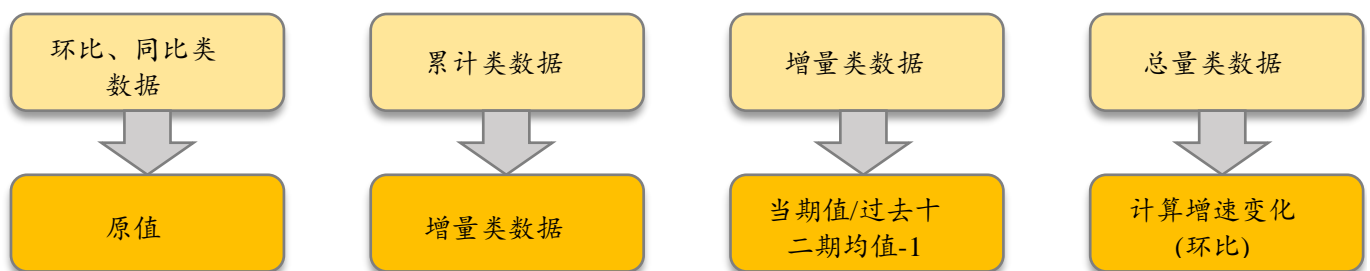 环比、同比类
数据
累计类数据
增量类数据
总量类数据
原值
增量类数据
当期值/过去十
二期均值-1
计算增速变化
(环比)